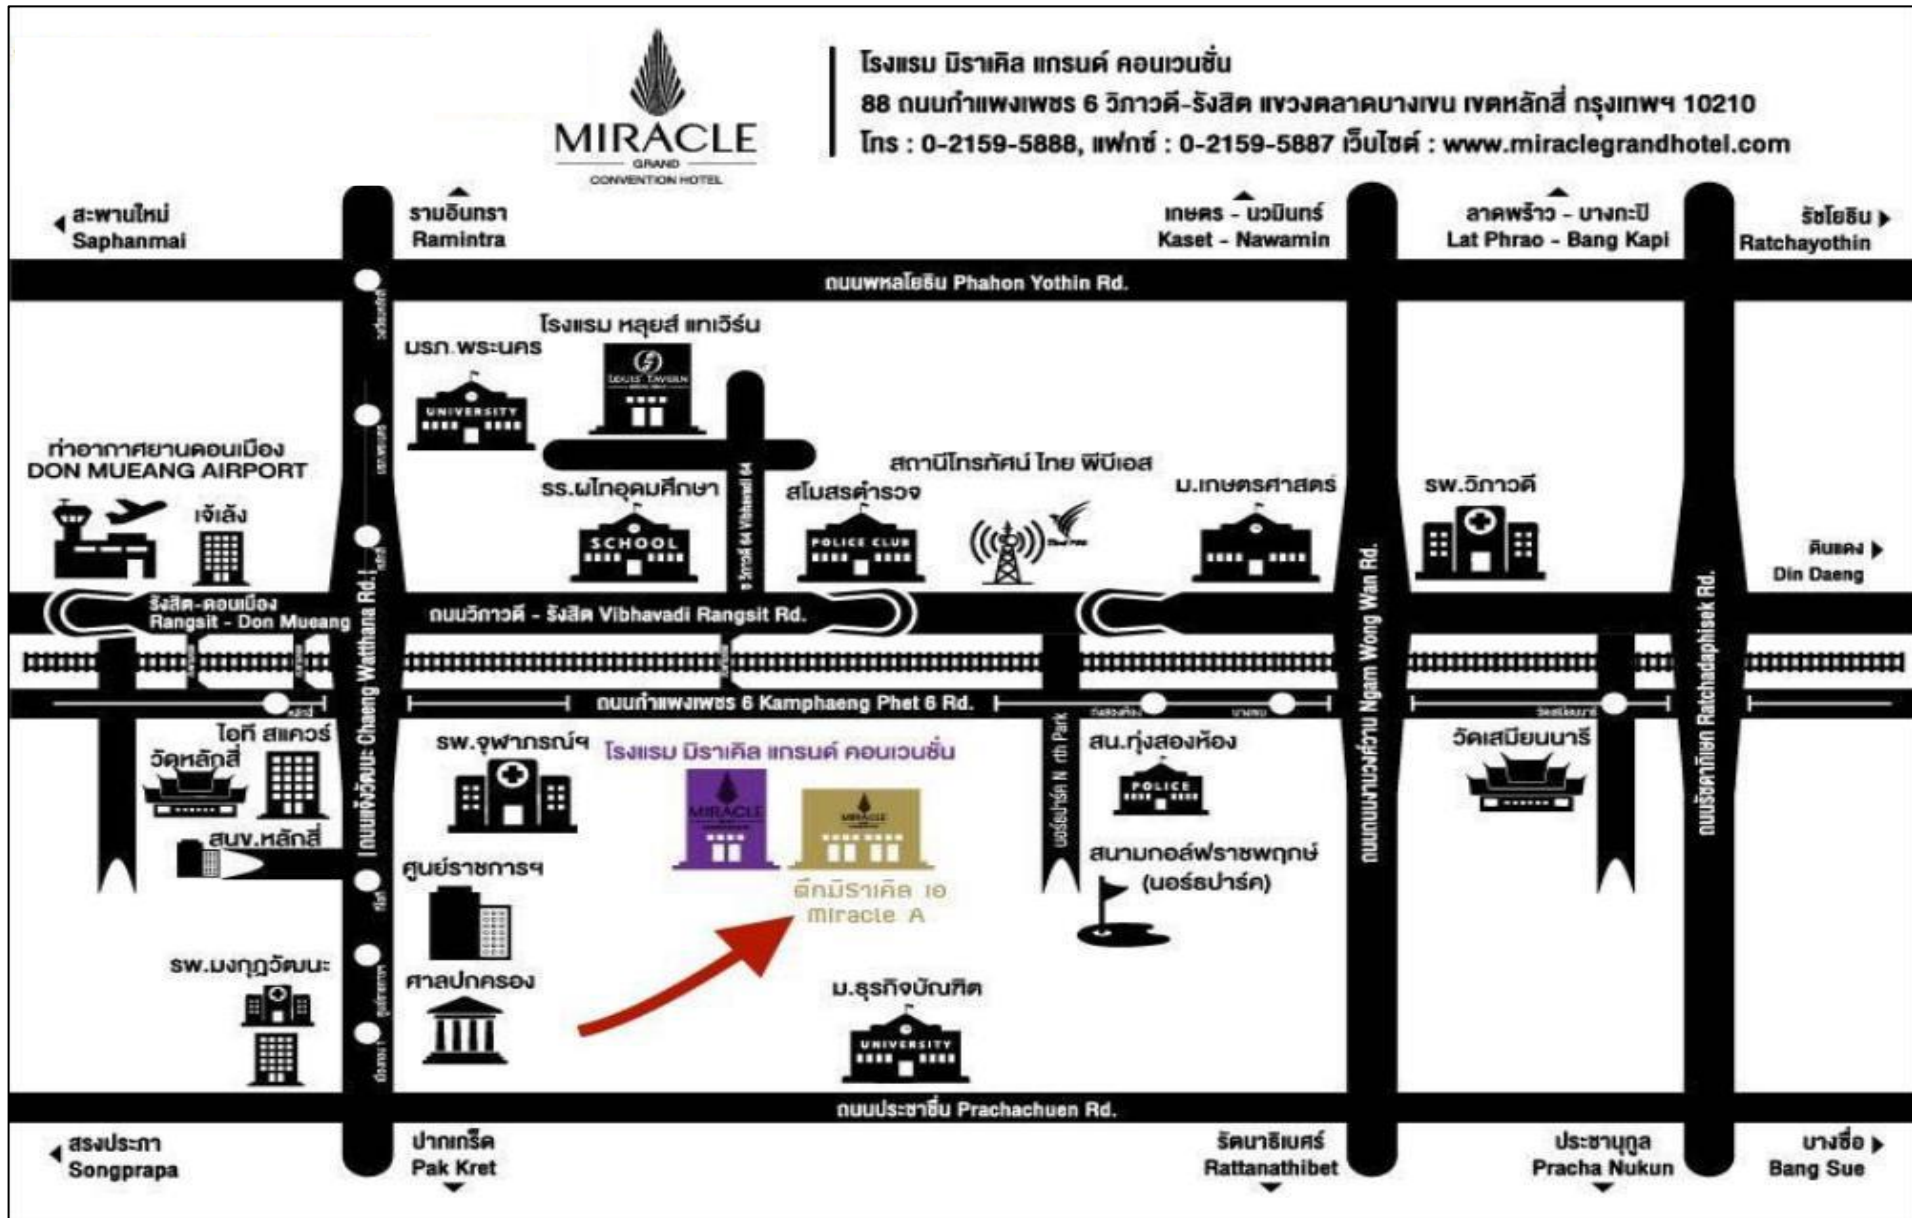 MIRACLE
GRAND
CONVENTION HOTEL
โรงแรม มิราเคิล แกรนด์ คอนเวนชั่น
88 ถนนกำแพงเพชร 6 วิภาวดี-รังสิต แขวงตลาดบางเขน เขตหลักสี่ กรุงเทพฯ 10210
โทร : 0-2159-5888, แฟกซ์ : 0-2159-5887 เว็บไซต์ : www.miraclegrandhotel.com
สะพานใหม่
Saphanmai
รามอินทรา
Ramintra
เกษตร - นวมินทร์
Kaset - Nawamin
ลาดพร้าว - บางกะปิ
Lat Phrao - Bang Kapi
รัชโยธิน
Ratchayothin
ถนนพหลโยธิน Phahon Yothin Rd.
โรงแรม หลุยส์ แทเวิร์น
LOUIS' TAVERN
มรภ.พระนคร
UNIVERSITY
ท่าอากาศยานดอนเมือง
DON MUEANG AIRPORT
เจ้เล้ง
รร.ผไทอุดมศึกษา
SCHOOL
วิภาวดี 64 Vibhavadi 64
สโมสรตำรวจ
POLICE CLUB
สถานีโทรทัศน์ ไทย พีบีเอส
ม.เกษตรศาสตร์
รพ.วิภาวดี
ดินแดง
Din Daeng
รังสิต-ดอนเมือง
Rangsit - Don Mueang
ถนนวิภาวดี - รังสิต Vibhavadi Rangsit Rd.
ถนนแจ้งวัฒนะ Chaeng Watthana Rd.
ถนนงามวงศ์วาน Ngam Wong Wan Rd.
ถนนรัชดาภิเษก Ratchadaphisek Rd.
ถนนกำแพงเพชร 6 Kamphaeng Phet 6 Rd.
ไอที สแควร์
วัดหลักสี่
สนข.หลักสี่
รพ.จุฬาภรณ์ฯ
โรงแรม มิราเคิล แกรนด์ คอนเวนชั่น
MIRACLE
MIRACLE
ตึกมิราเคิล เอ
Miracle A
นอร์ธปาร์ค N rth Park
สน.ทุ่งสองห้อง
POLICE
วัดเสมียนนารี
ศูนย์ราชการฯ
สนามกอล์ฟราชพฤกษ์
(นอร์ธปาร์ค)
รพ.มงกุฎวัฒนะ
ศาลปกครอง
ม.ธุรกิจบัณฑิต
UNIVERSITY
ถนนประชาชื่น Prachachuen Rd.
สรงประภา
Songprapa
ปากเกร็ด
Pak Kret
รัตนาธิเบศร์
Rattanathibet
ประชานุกูล
Pracha Nukun
บางซื่อ
Bang Sue